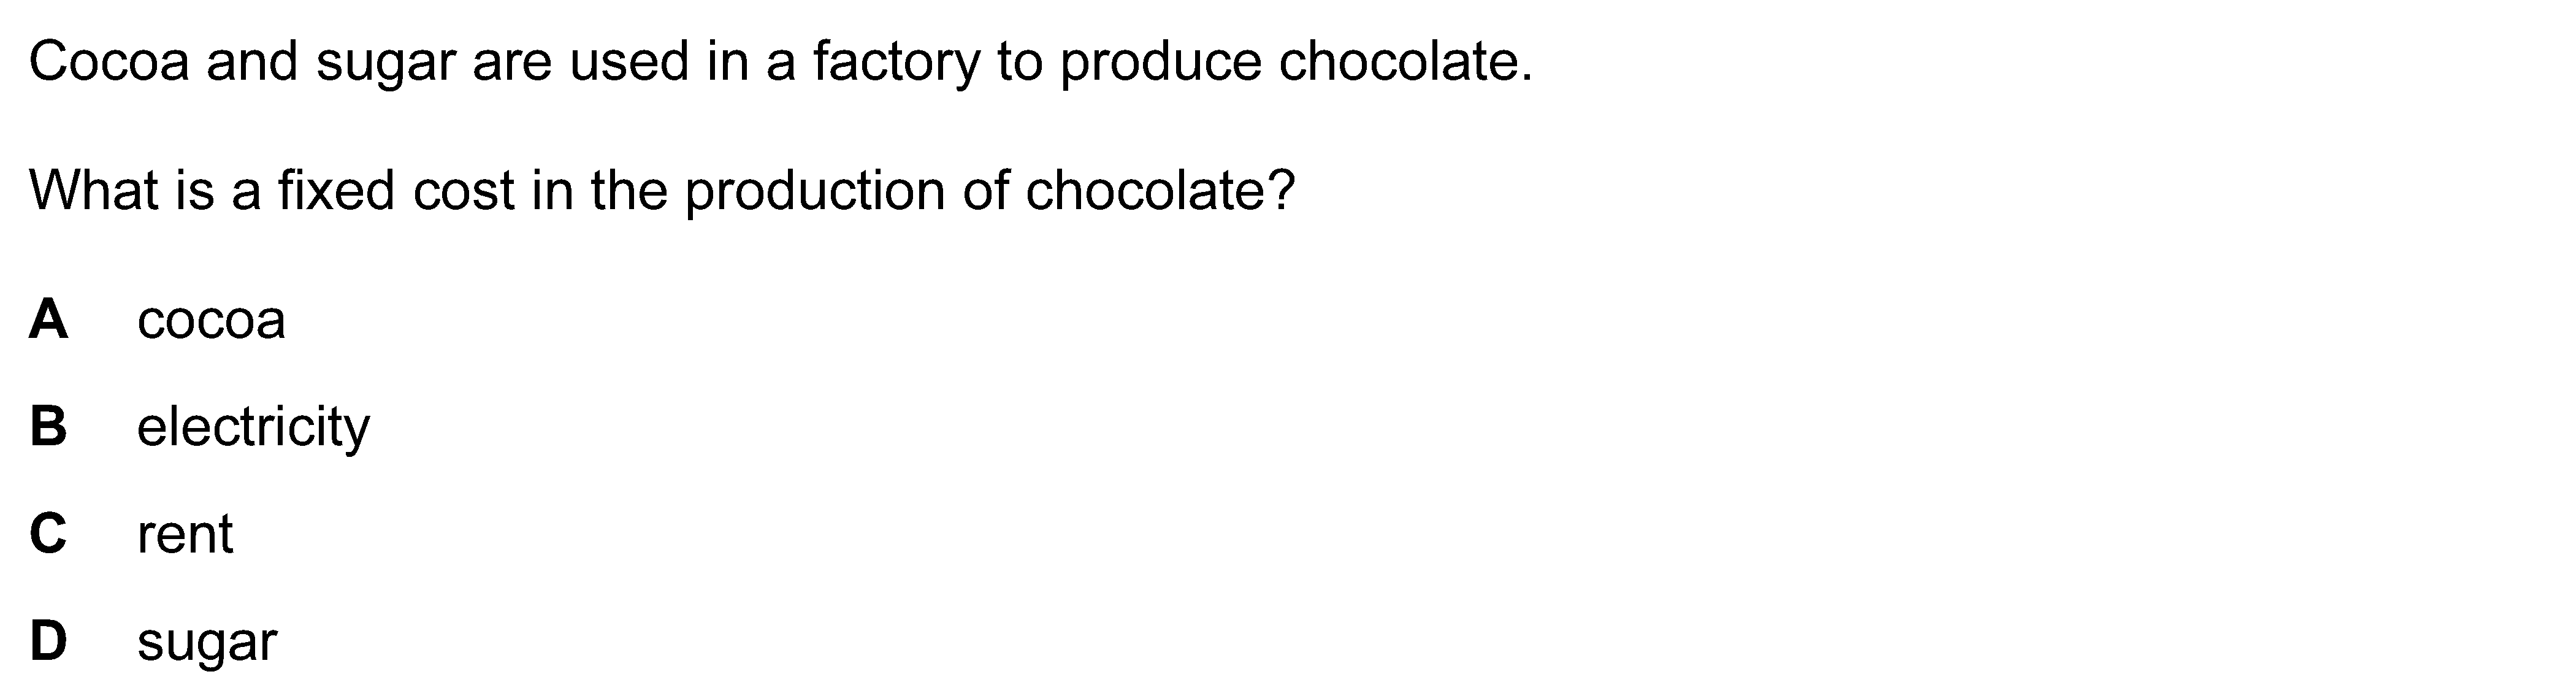 Cocoa and sugar are used in a factory to produce chocolate.
What is a fixed cost in the production of chocolate?
A cocoa
B electricity
C rent
D sugar